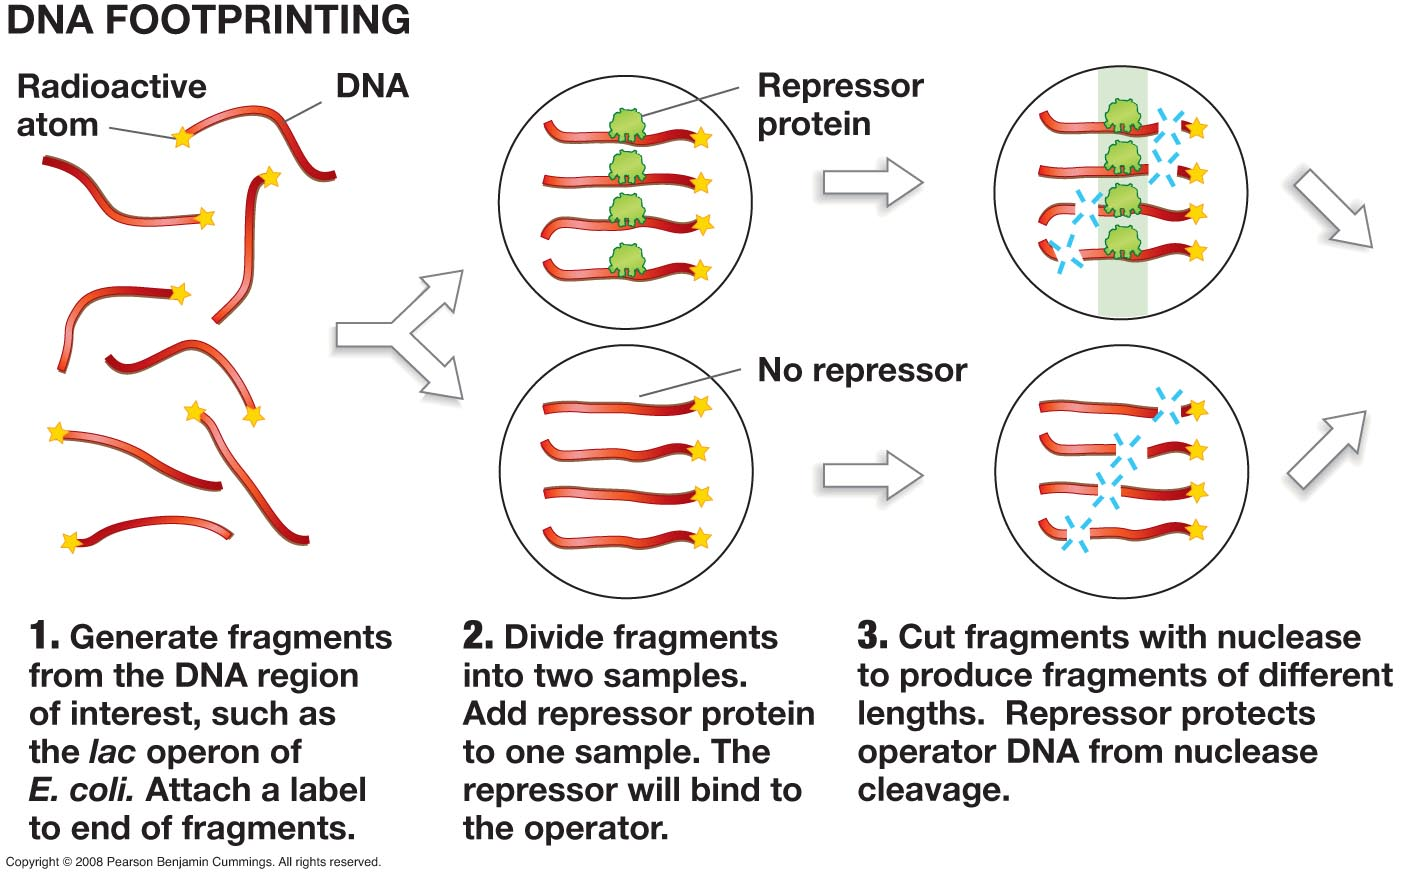 DNA FOOTPRINTING
Radioactive
atom
DNA
Repressor
protein
No repressor
1. Generate fragments
from the DNA region
of interest, such as
the lac operon of
E. coli. Attach a label
to end of fragments.
2. Divide fragments
into two samples.
Add repressor protein
to one sample. The
repressor will bind to
the operator.
3. Cut fragments with nuclease
to produce fragments of different
lengths. Repressor protects
operator DNA from nuclease
cleavage.
Copyright © 2008 Pearson Benjamin Cummings. All rights reserved.